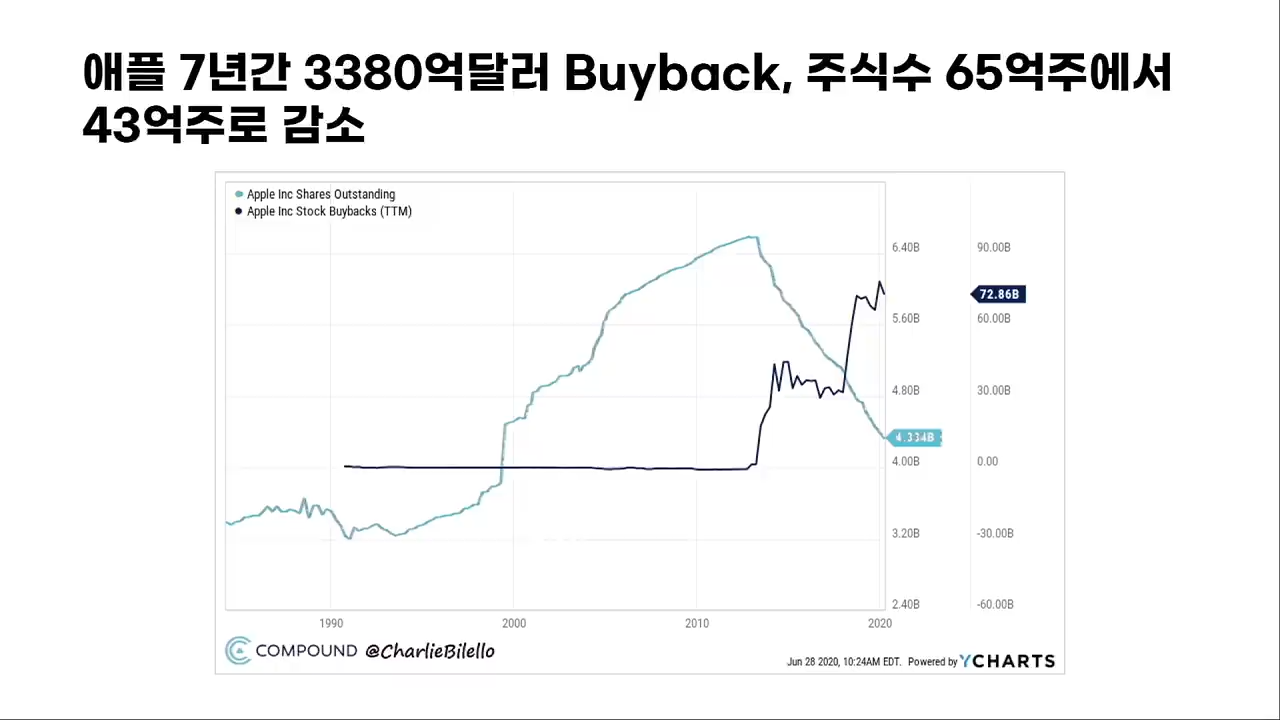 애플 7년간 3380억달러 Buyback, 주식수 65억주에서
43억주로 감소
Apple Inc Shares Outstanding
Apple Inc Stock Buybacks (TTM)
6.40B 90.00B
72.86B
5.60B 60.00B
4.80B 30.00B
4.334B
4.00B 0.00
3.20B -30.00B
2.40B -60.00B
1990 2000 2010 2020
COMPOUND @CharlieBilello
Jun 28 2020, 10:24AM EDT. Powered by YCHARTS